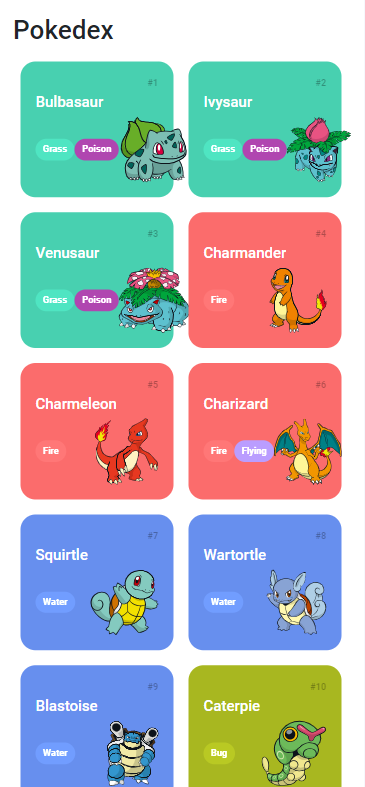 Pokedex
#1
Bulbasaur
Grass Poison
#2
Ivysaur
Grass Poison
#3
Venusaur
Grass Poison
#4
Charmander
Fire
#5
Charmeleon
Fire
#6
Charizard
Fire Flying
#7
Squirtle
Water
#8
Wartortle
Water
#9
Blastoise
Water
#10
Caterpie
Bug